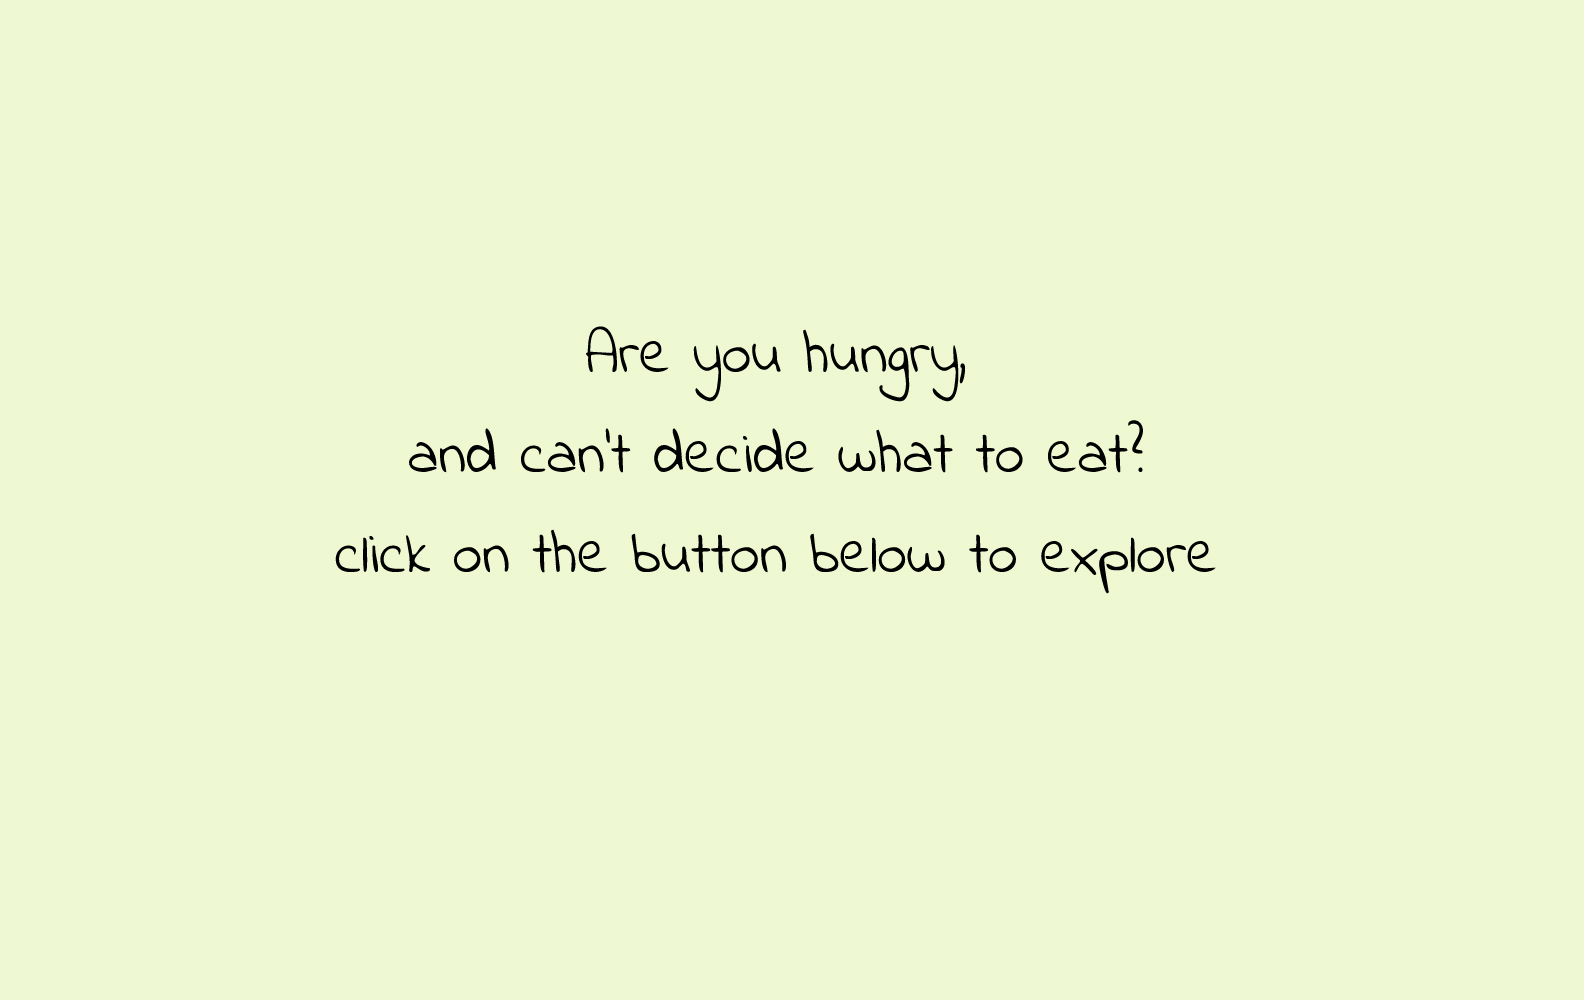 Are you hungry,
and can't decide what to eat?
click on the button below to explore